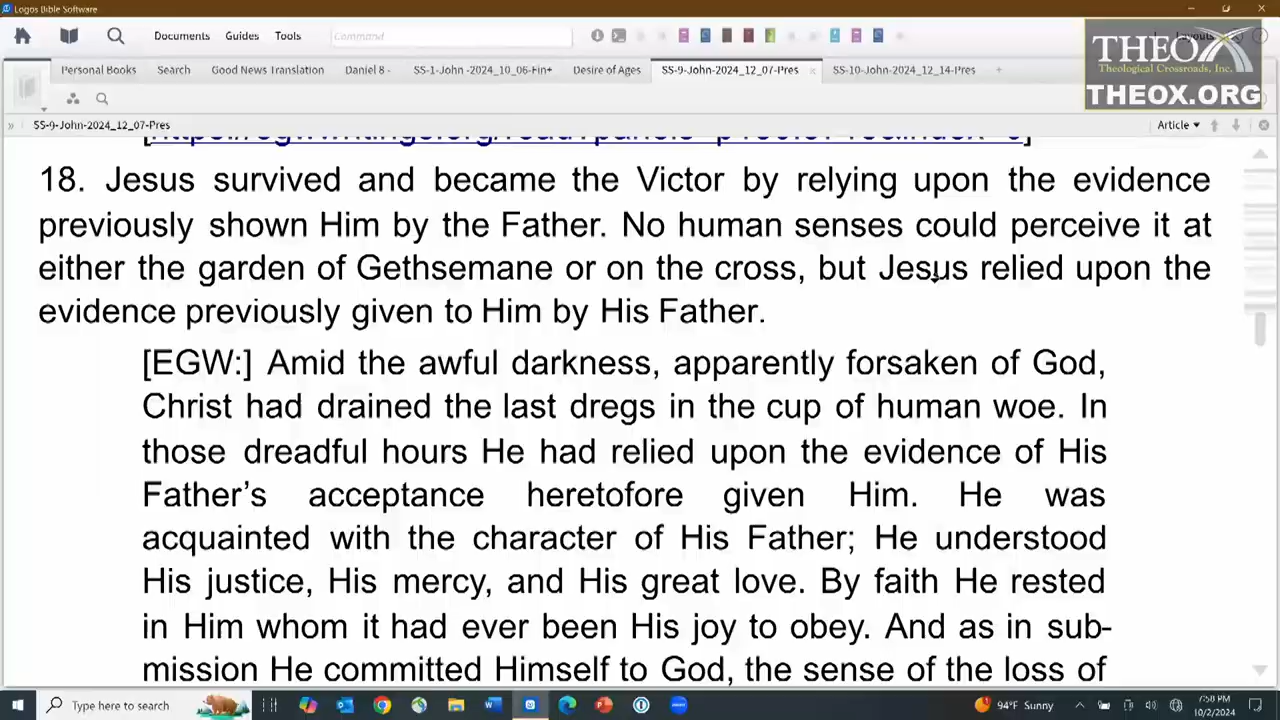 Logos Bible Software
Documents Guides Tools Command
THEOX
Theological Crossroads, Inc.
THEOX.ORG
Personal Books Search Good News Translation Daniel 8 - Desire of Ages SS-9-John-2024_12_07-Pres SS-10-John-2024_12_14-Pres +
SS-9-John-2024_12_07-Pres Article
18. Jesus survived and became the Victor by relying upon the evidence
previously shown Him by the Father. No human senses could perceive it at
either the garden of Gethsemane or on the cross, but Jesus relied upon the
evidence previously given to Him by His Father.
[EGW:] Amid the awful darkness, apparently forsaken of God,
Christ had drained the last dregs in the cup of human woe. In
those dreadful hours He had relied upon the evidence of His
Father’s acceptance heretofore given Him. He was
acquainted with the character of His Father; He understood
His justice, His mercy, and His great love. By faith He rested
in Him whom it had ever been His joy to obey. And as in sub-
mission He committed Himself to God, the sense of the loss of
Type here to search
94°F Sunny
7:58 PM
10/2/2024